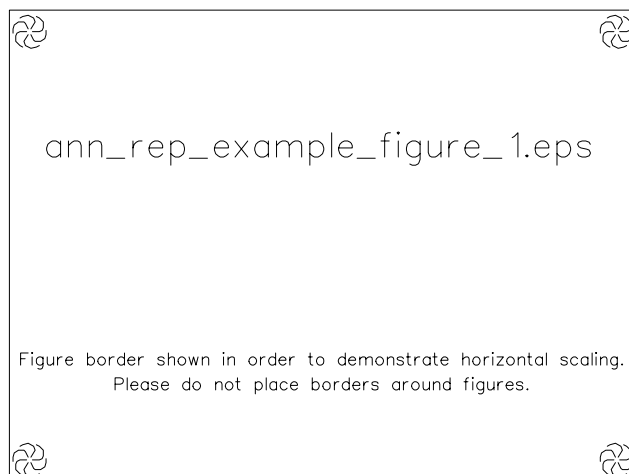 ann_rep_example_figure_1.eps
Figure border shown in order to demonstrate horizontal scaling.
Please do not place borders around figures.